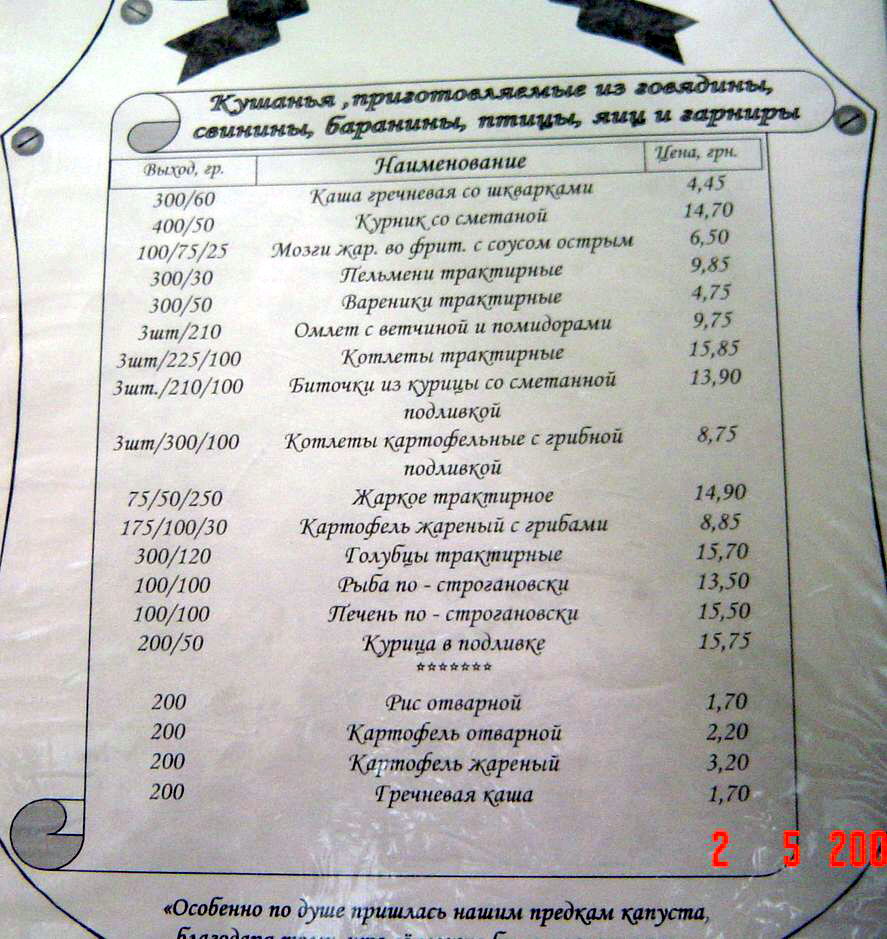 Кушанья ,приготовляемые из говядины,
свинины, баранины, птицы, яиц и гарниры
Выход, гр. Наименование Цена, грн.
300/60 Каша гречневая со шкварками 4,45
400/50 Курник со сметаной 14,70
100/75/25 Мозги жар. во фрит. с соусом острым 6,50
300/30 Пельмени трактирные 9,85
300/50 Вареники трактирные 4,75
3шт/210 Омлет с ветчиной и помидорами 9,75
3шт/225/100 Котлеты трактирные 15,85
3шт./210/100 Биточки из курицы со сметанной 13,90
подливкой
3шт/300/100 Котлеты картофельные с грибной 8,75
подливкой
75/50/250 Жаркое трактирное 14,90
175/100/30 Картофель жареный с грибами 8,85
300/120 Голубцы трактирные 15,70
100/100 Рыба по - строгановски 13,50
100/100 Печень по - строгановски 15,50
200/50 Курица в подливке 15,75
*******
200 Рис отварной 1,70
200 Картофель отварной 2,20
200 Картофель жареный 3,20
200 Гречневая каша 1,70
2 5 200
«Особенно по душе пришлась нашим предкам капуста,